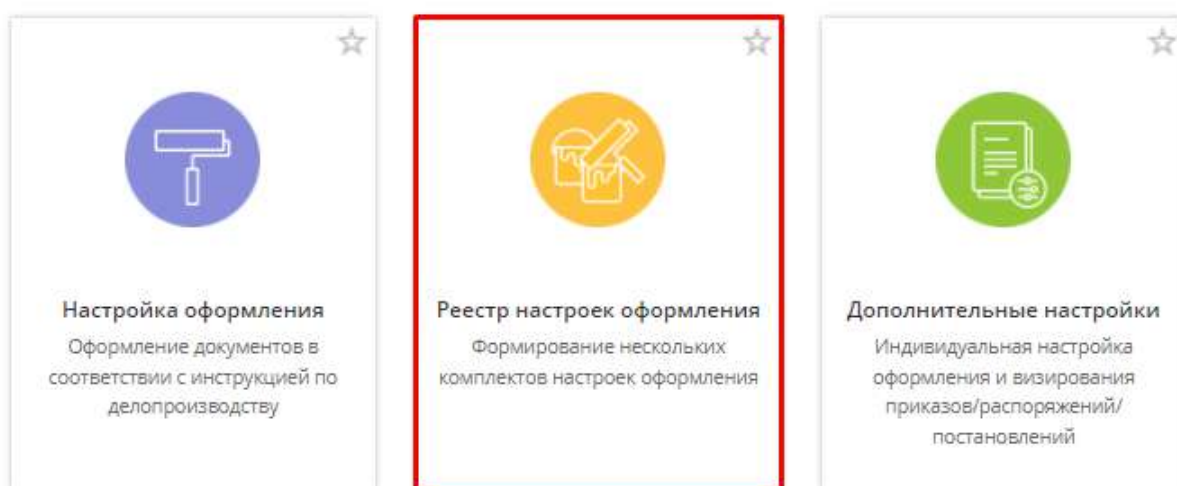 Настройка оформления
Оформление документов в
соответствии с инструкцией по
делопроизводству
Реестр настроек оформления
Формирование нескольких
комплектов настроек оформления
Дополнительные настройки
Индивидуальная настройка
оформления и визирования
приказов/распоряжений/
постановлений